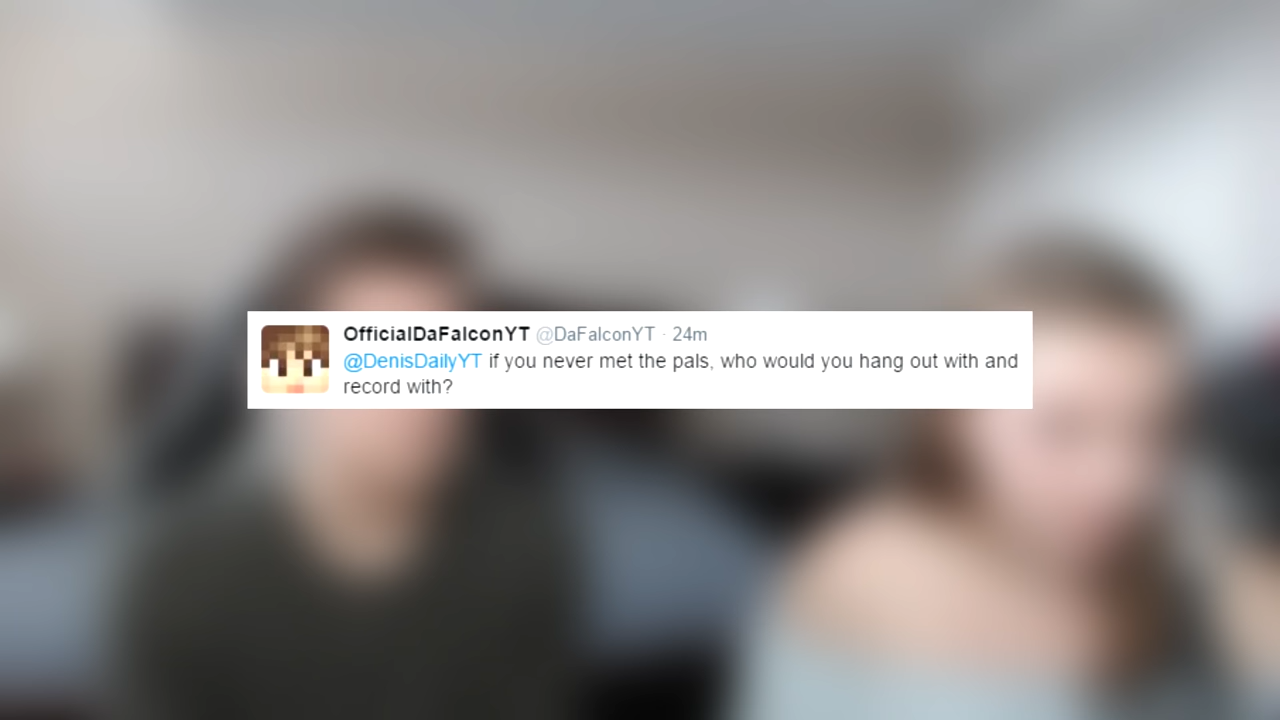 OfficialDaFalconYT @DaFalconYT · 24m
@DenisDailyYT if you never met the pals, who would you hang out with and
record with?